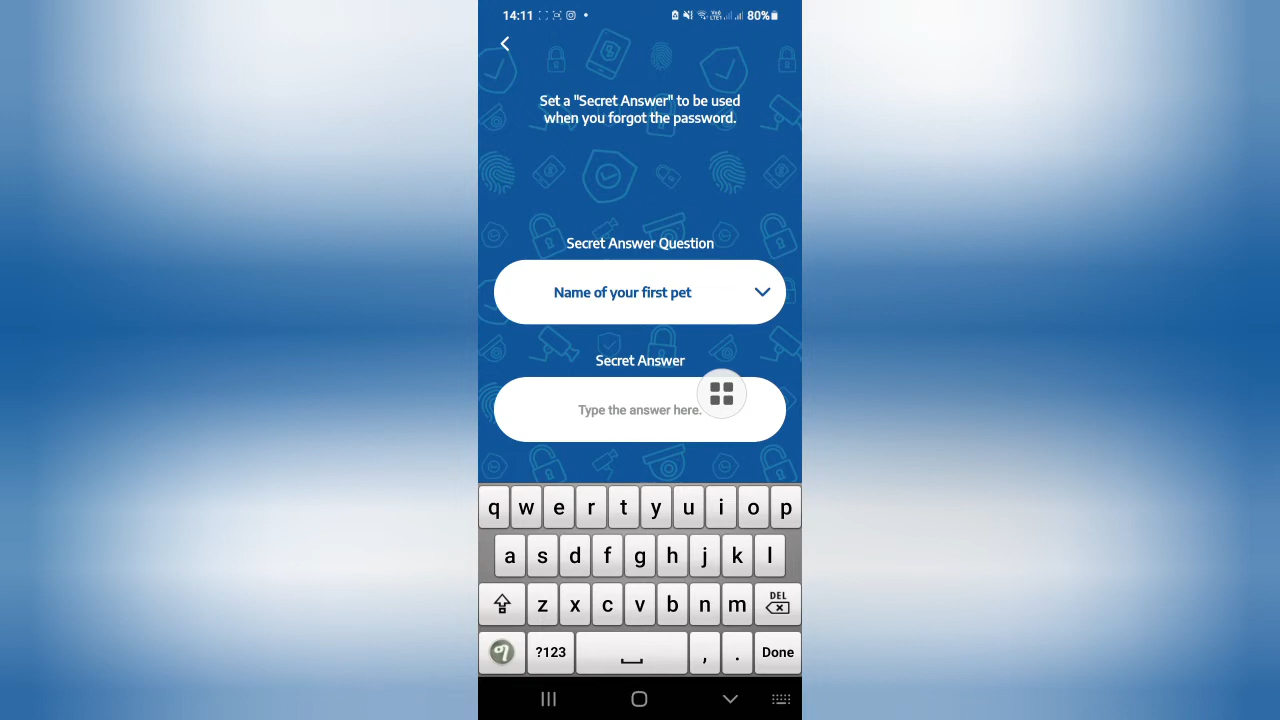 14:11
80%
Set a "Secret Answer" to be used
when you forgot the password.
Secret Answer Question
Name of your first pet
Secret Answer
Type the answer here.
q w e r t y u i o p
a s d f g h j k l
z x c v b n m DEL
?123 , . Done